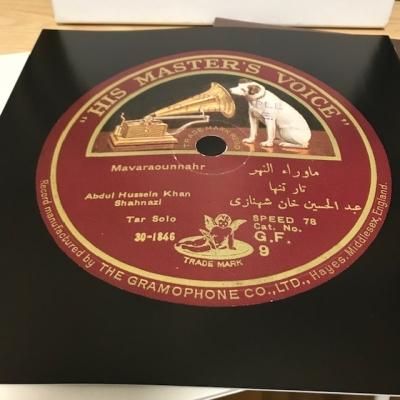 "HIS MASTER'S VOICE"
TRADE MARK
Mavaraounnahr
ماوراء النهر
تار تنها
Abdul Hussein Khan
Shahnazi
عبد الحسین خان شهنازی
Tar Solo
SPEED 78
Cat. No.
30-1846
G.F.
9
TRADE MARK
Record manufactured by THE GRAMOPHONE CO., LTD., Hayes, Middlesex, England.